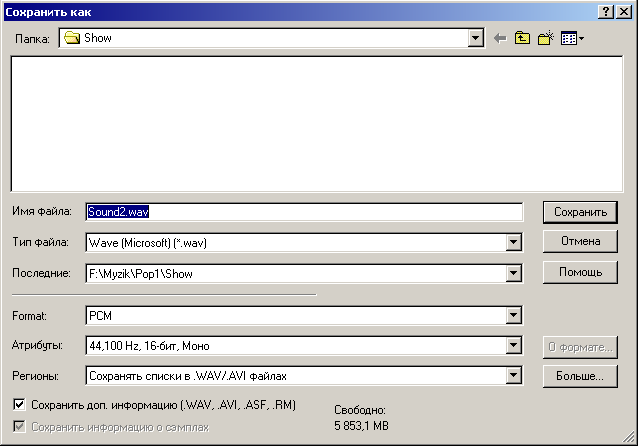 Сохранить как
Папка: Show
Имя файла: Sound2.wav Сохранить
Тип файла: Wave (Microsoft) (*.wav) Отмена
Последние: F:\Myzik\Pop1\Show Помощь
Format: PCM
Атрибуты: 44,100 Hz, 16-бит, Моно О формате...
Регионы: Сохранять списки в .WAV/.AVI файлах Больше...
Сохранить доп. информацию (.WAV, .AVI, .ASF, .RM) Свободно:
Сохранить информацию о сэмплах 5 853,1 MB